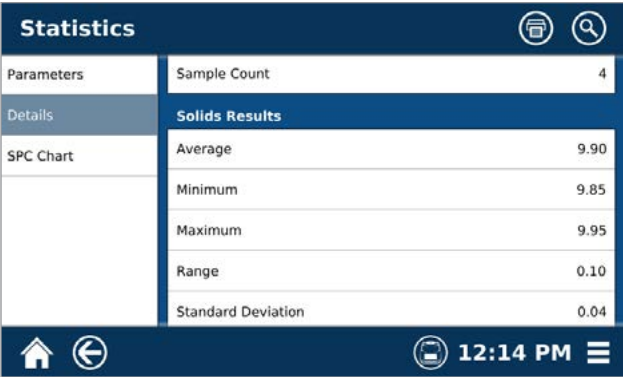 Statistics
Parameters
Details
SPC Chart
Sample Count 4
Solids Results
Average 9.90
Minimum 9.85
Maximum 9.95
Range 0.10
Standard Deviation 0.04
12:14 PM